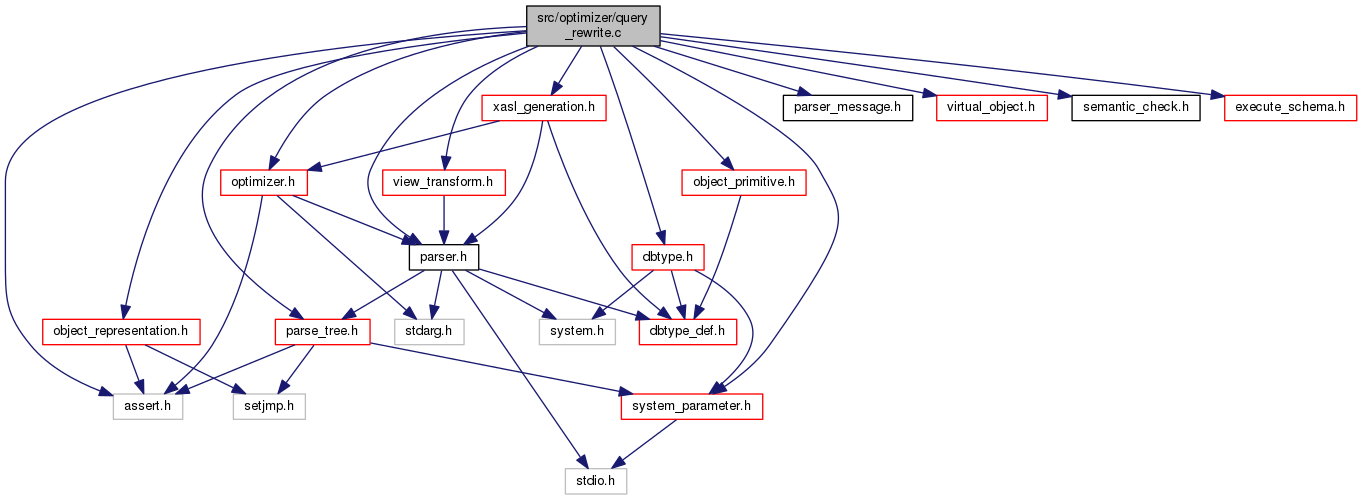 src/optimizer/query
_rewrite.c
xasl_generation.h
parser_message.h
virtual_object.h
semantic_check.h
execute_schema.h
optimizer.h
view_transform.h
object_primitive.h
parser.h
dbtype.h
object_representation.h
parse_tree.h
stdarg.h
system.h
dbtype_def.h
assert.h
setjmp.h
system_parameter.h
stdio.h